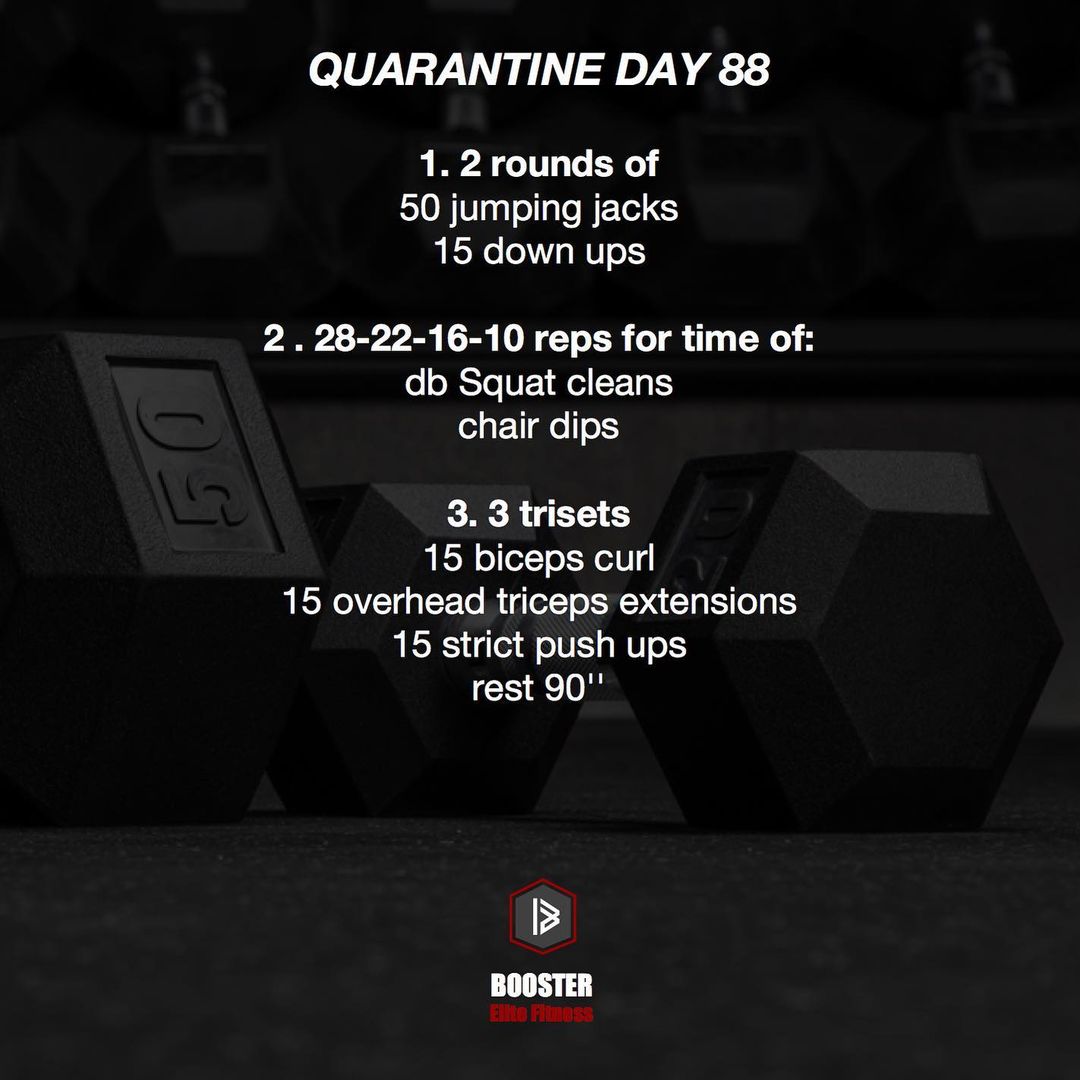 QUARANTINE DAY 88
1. 2 rounds of
50 jumping jacks
15 down ups
2 . 28-22-16-10 reps for time of:
db Squat cleans
chair dips
3. 3 trisets
15 biceps curl
15 overhead triceps extensions
15 strict push ups
rest 90''
50
50
BOOSTER
Elite Fitness